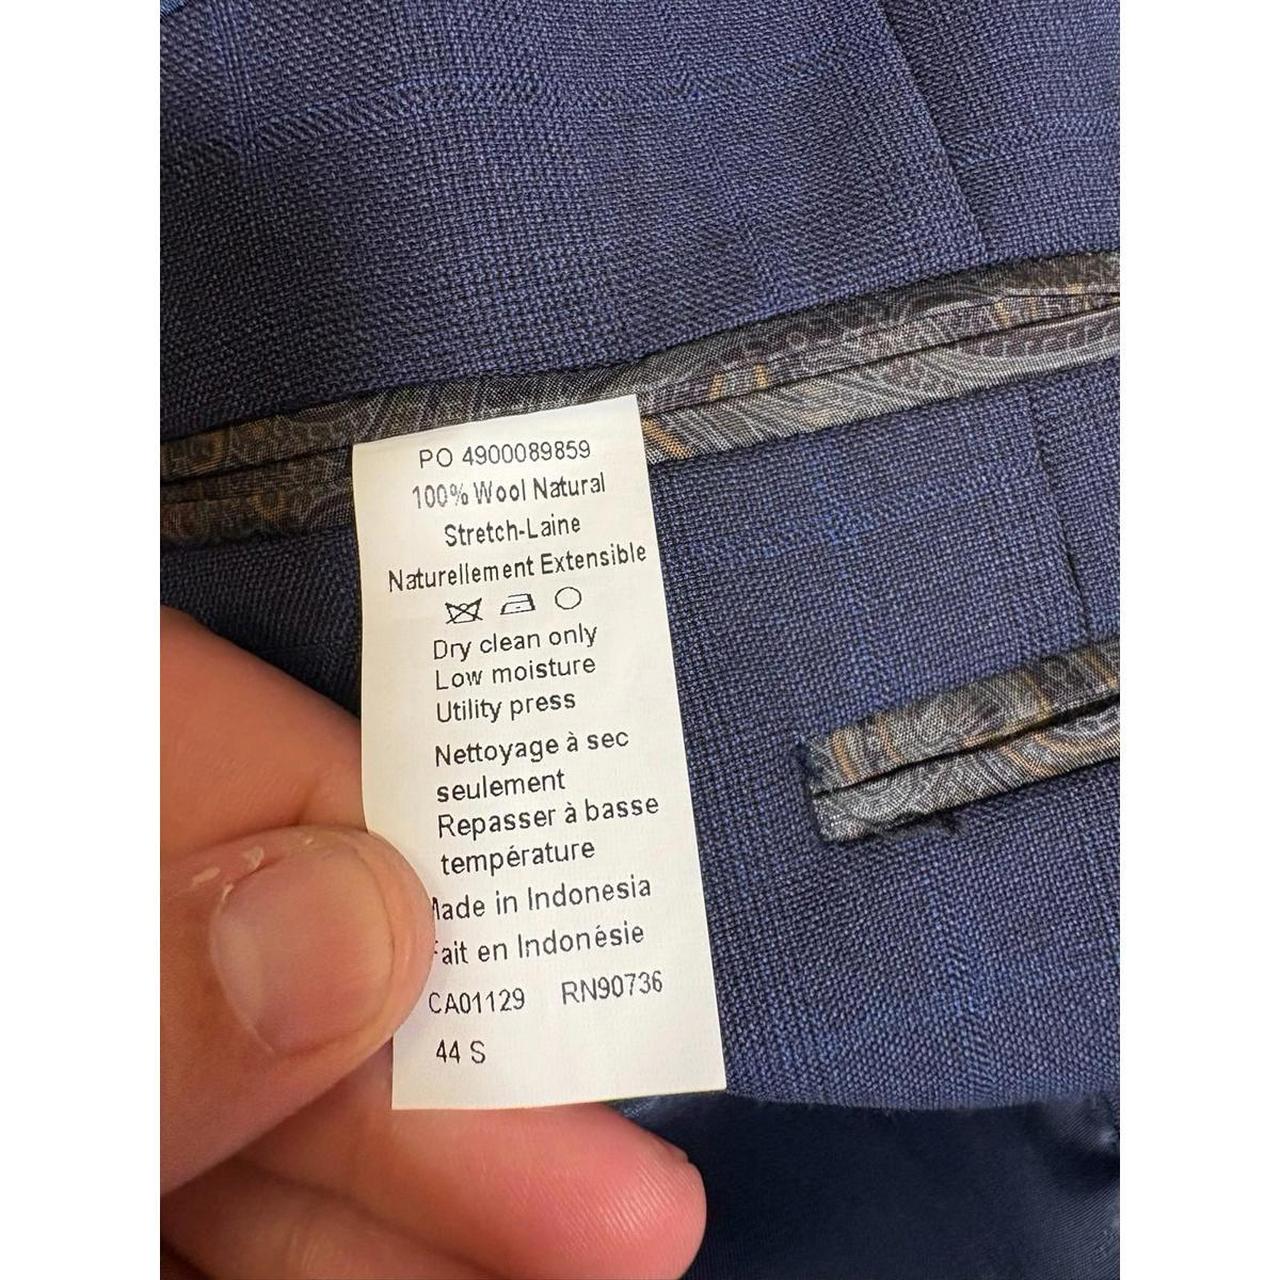 PO 4900089859
100% Wool Natural
Stretch-Laine
Naturellement Extensible
Dry clean only
Low moisture
Utility press
Nettoyage à sec
seulement
Repasser à basse
température
Made in Indonesia
Fait en Indonésie
CA01129 RN90736
44 S